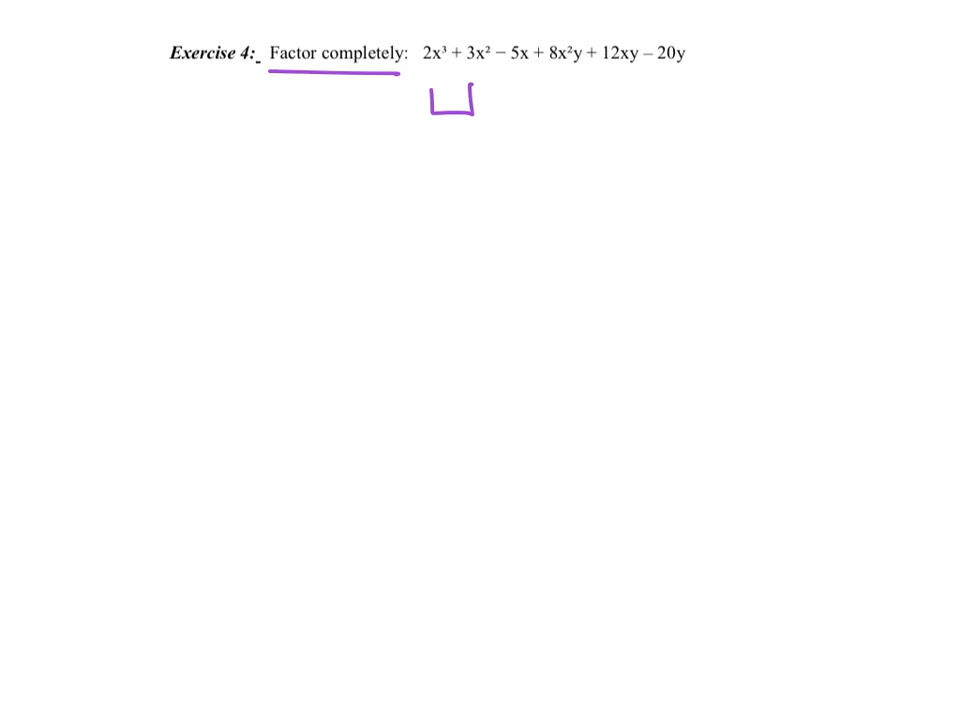 Exercise 4: Factor completely: 2x³ + 3x² − 5x + 8x²y + 12xy – 20y